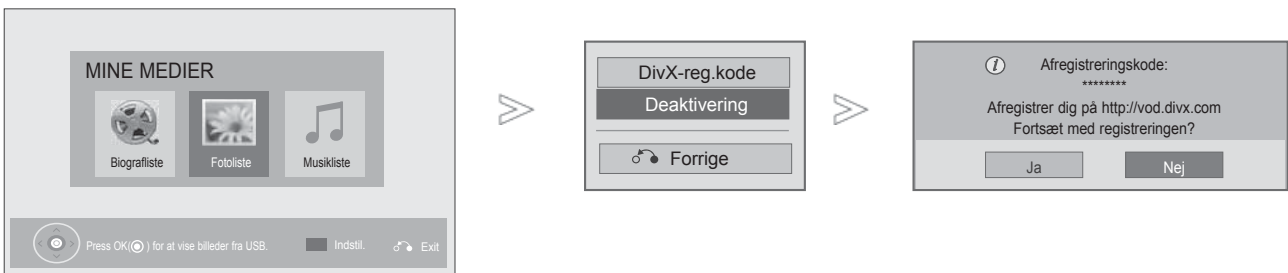 MINE MEDIER
Biografliste
Fotoliste
Musikliste
Press OK(◉) for at vise billeder fra USB.
Indstil.
Exit
DivX-reg.kode
Deaktivering
Forrige
Afregistreringskode:
********
Afregistrer dig på http://vod.divx.com
Fortsæt med registreringen?
Ja
Nej